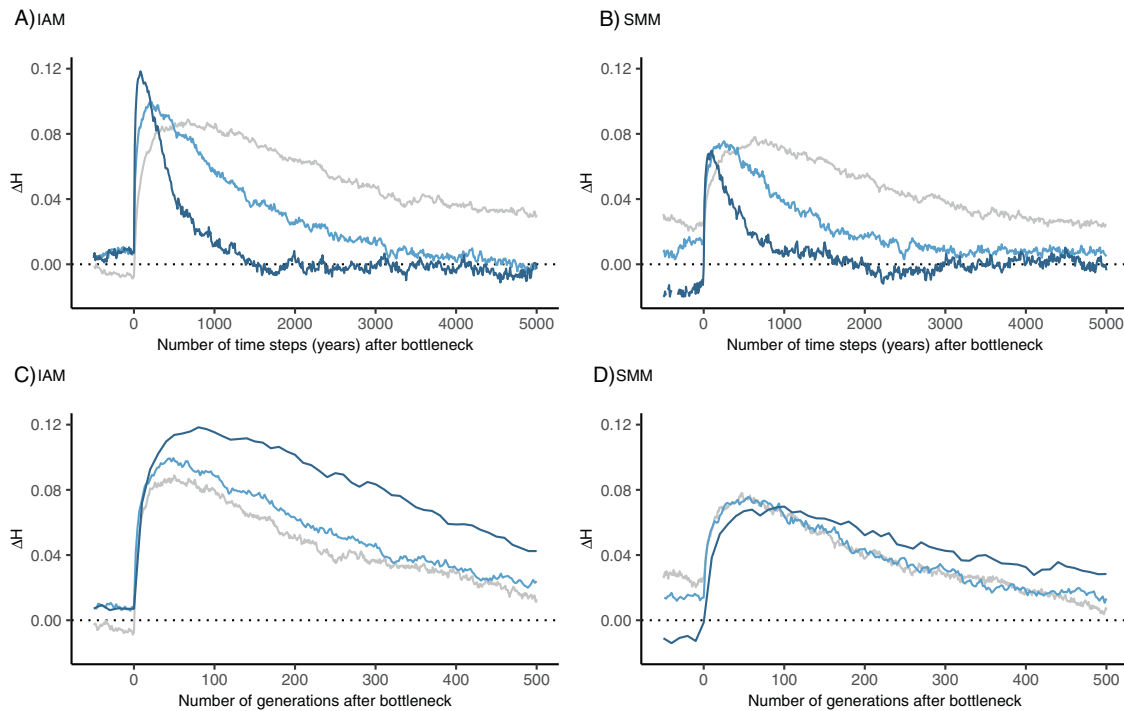 A) IAM
0.12
0.08
0.04
0.00
ΔH
0 1000 2000 3000 4000 5000
Number of time steps (years) after bottleneck
B) SMM
0.12
0.08
0.04
0.00
ΔH
0 1000 2000 3000 4000 5000
Number of time steps (years) after bottleneck
C) IAM
0.12
0.08
0.04
0.00
ΔH
0 100 200 300 400 500
Number of generations after bottleneck
D) SMM
0.12
0.08
0.04
0.00
ΔH
0 100 200 300 400 500
Number of generations after bottleneck